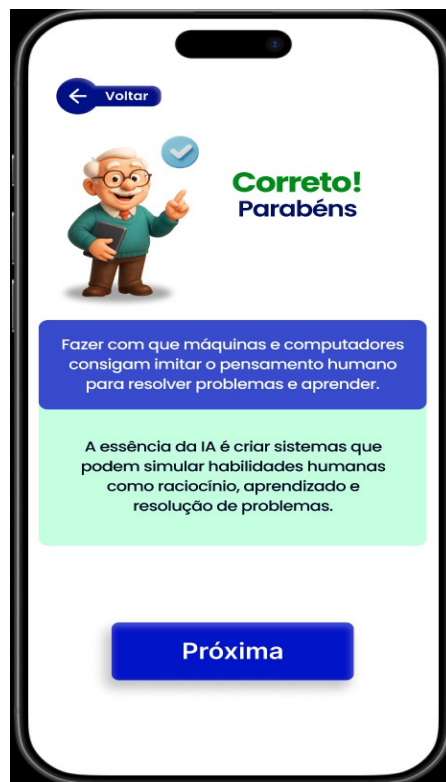 Voltar
Correto!
Parabéns
Fazer com que máquinas e computadores
consigam imitar o pensamento humano
para resolver problemas e aprender.
A essência da IA é criar sistemas que
podem simular habilidades humanas
como raciocínio, aprendizado e
resolução de problemas.
Próxima